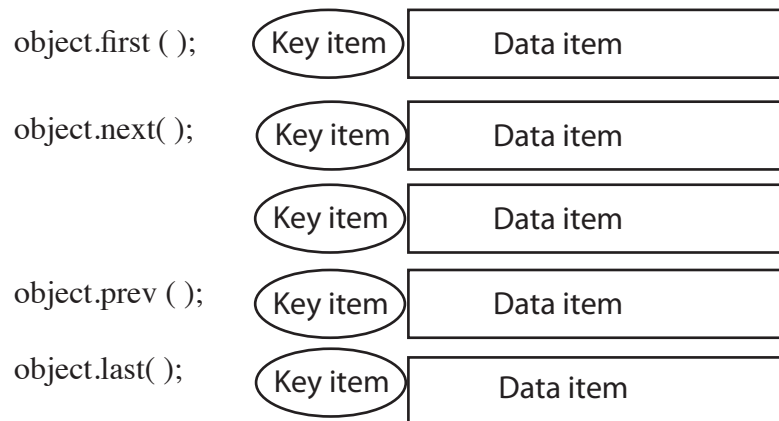 object.first ( ); Key item Data item
object.next( ); Key item Data item
Key item Data item
object.prev ( ); Key item Data item
object.last( ); Key item Data item